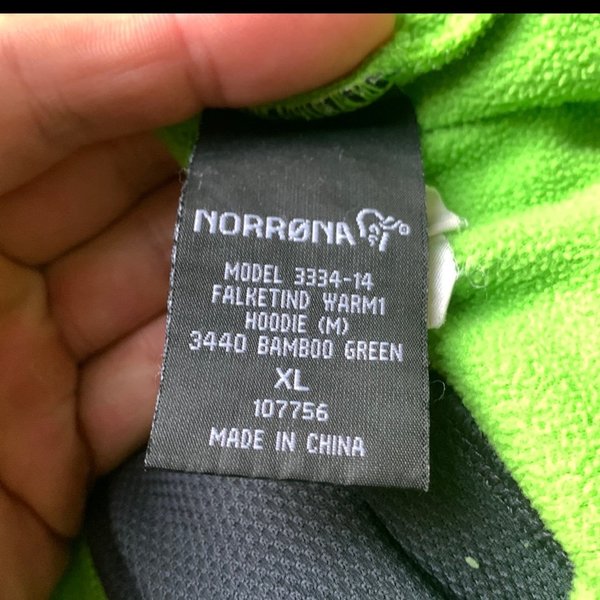 NORRØNA
MODEL 3334-14
FALKETIND WARM1
HOODIE (M)
3440 BAMBOO GREEN
XL
107756
MADE IN CHINA